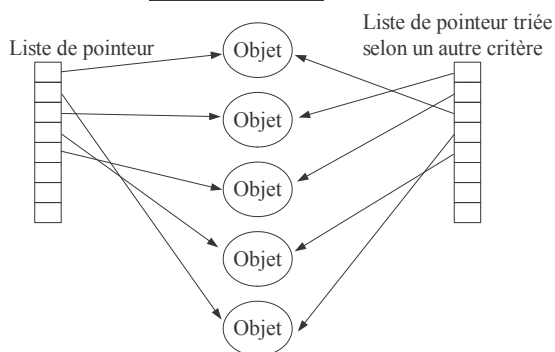 Liste de pointeur
Objet
Objet
Objet
Objet
Objet
Liste de pointeur triée
selon un autre critère